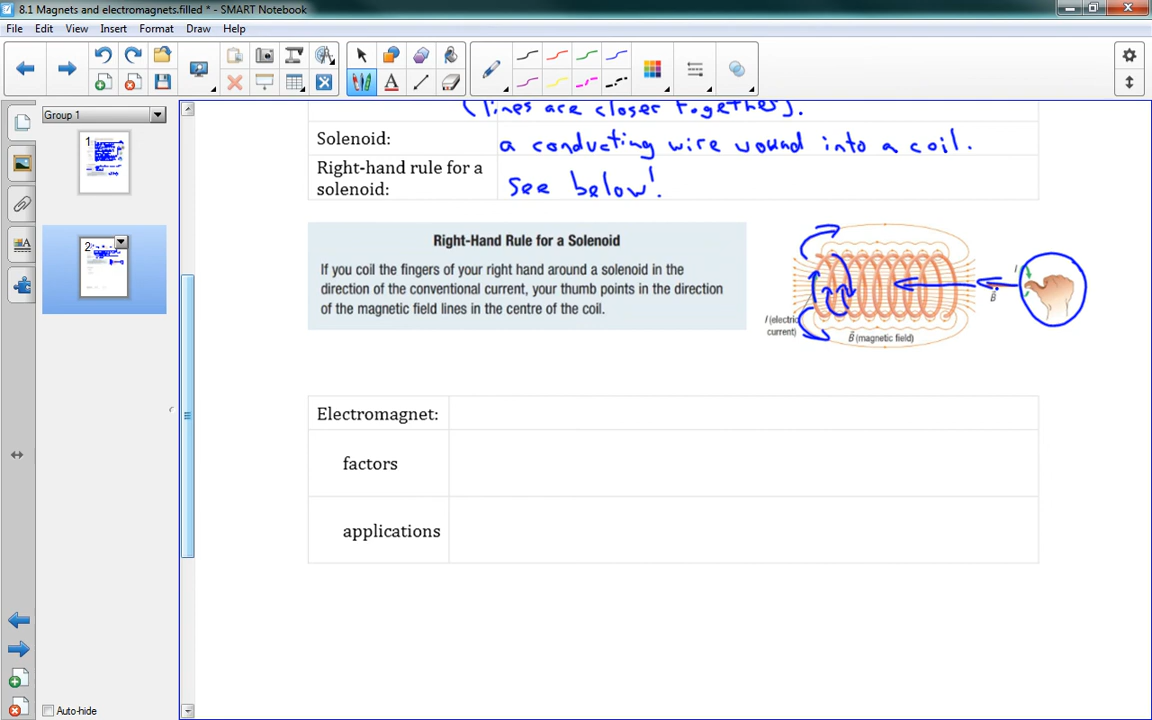 8.1 Magnets and electromagnets.filled * - SMART Notebook
File Edit View Insert Format Draw Help
Group 1
1
2
(lines are closer together).
Solenoid: a conducting wire wound into a coil.
Right-hand rule for a
solenoid:
See below!
Right-Hand Rule for a Solenoid
If you coil the fingers of your right hand around a solenoid in the
direction of the conventional current, your thumb points in the direction
of the magnetic field lines in the centre of the coil.
I
B
I (electric
current)
B (magnetic field)
Electromagnet:
factors
applications
Auto-hide